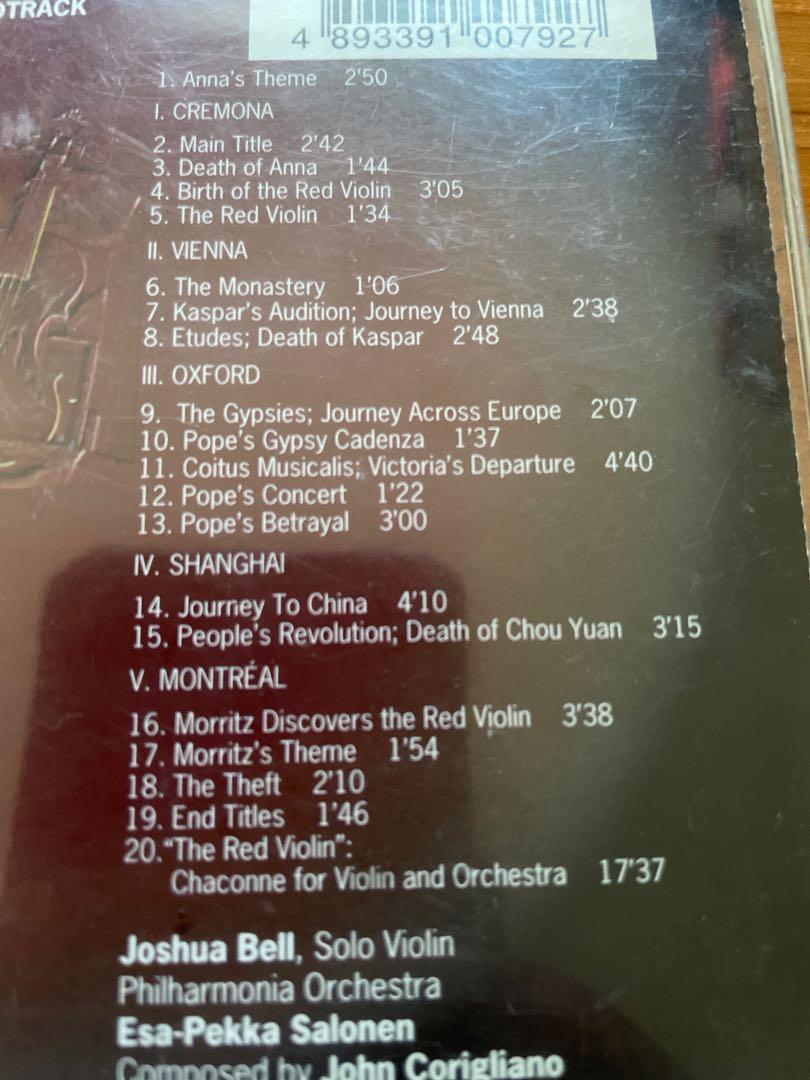 TRACK
4 893391 007927
1. Anna's Theme 2'50
I. CREMONA
2. Main Title 2'42
3. Death of Anna 1'44
4. Birth of the Red Violin 3'05
5. The Red Violin 1'34
II. VIENNA
6. The Monastery 1'06
7. Kaspar's Audition; Journey to Vienna 2'38
8. Etudes; Death of Kaspar 2'48
III. OXFORD
9. The Gypsies; Journey Across Europe 2'07
10. Pope's Gypsy Cadenza 1'37
11. Coitus Musicalis; Victoria's Departure 4'40
12. Pope's Concert 1'22
13. Pope's Betrayal 3'00
IV. SHANGHAI
14. Journey To China 4'10
15. People's Revolution; Death of Chou Yuan 3'15
V. MONTRÉAL
16. Morritz Discovers the Red Violin 3'38
17. Morritz's Theme 1'54
18. The Theft 2'10
19. End Titles 1'46
20. "The Red Violin":
Chaconne for Violin and Orchestra 17'37
Joshua Bell, Solo Violin
Philharmonia Orchestra
Esa-Pekka Salonen
Composed by John Corigliano